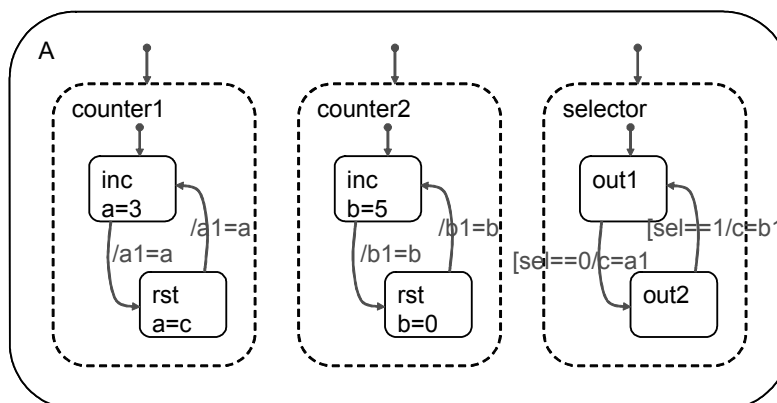 A
counter1
inc
a=3
/a1=a
/a1=a
rst
a=c
counter2
inc
b=5
/b1=b
/b1=b
rst
b=0
selector
out1
[sel==1/c=b1
[sel==0/c=a1
out2